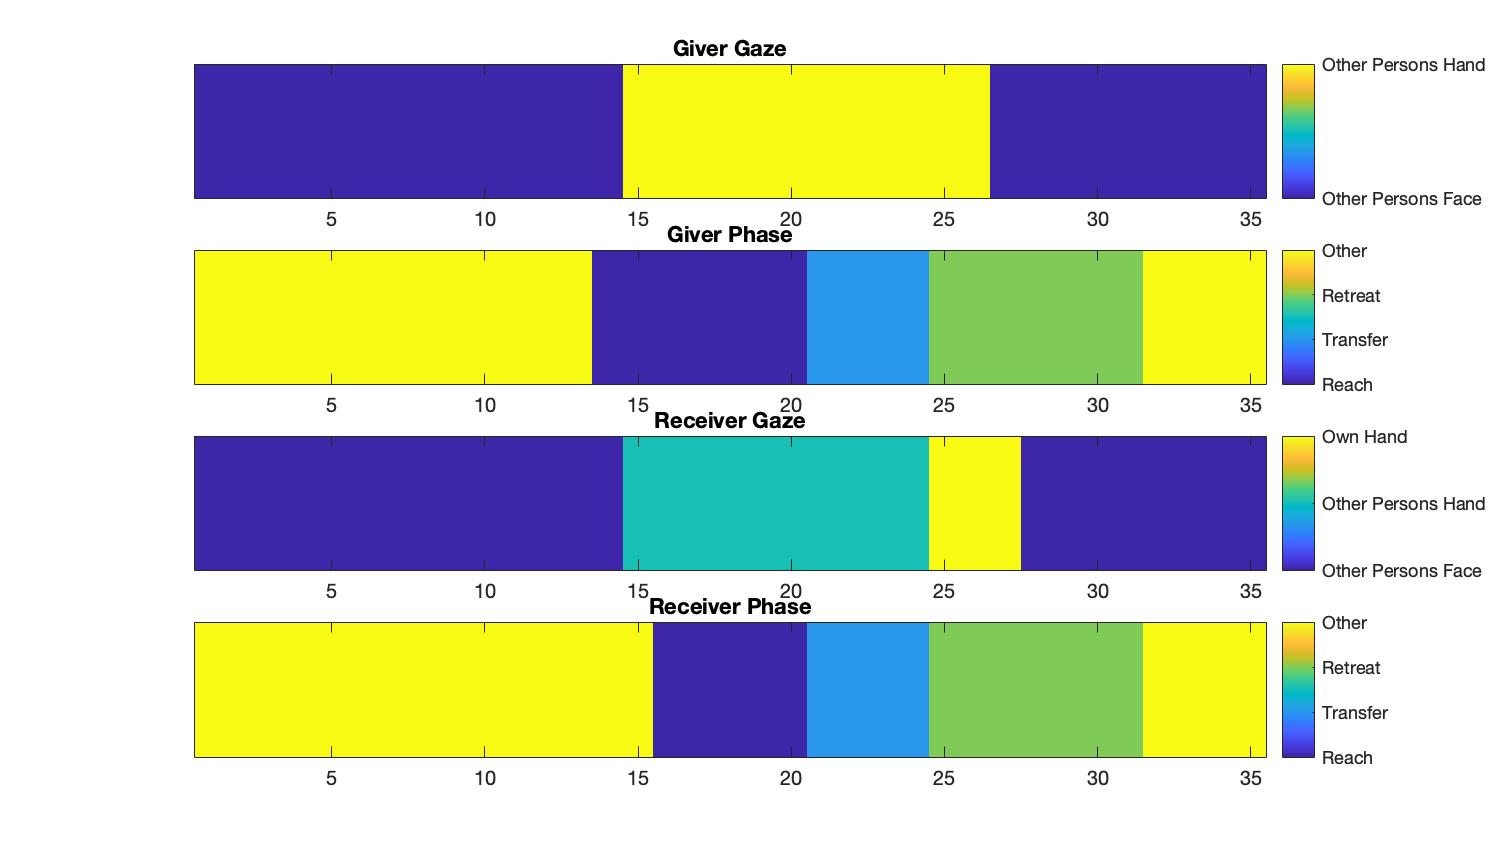 Giver Gaze
Other Persons Hand
Other Persons Face
5 10 15 20 25 30 35
Giver Phase
Other
Retreat
Transfer
Reach
5 10 15 20 25 30 35
Receiver Gaze
Own Hand
Other Persons Hand
Other Persons Face
5 10 15 20 25 30 35
Receiver Phase
Other
Retreat
Transfer
Reach
5 10 15 20 25 30 35